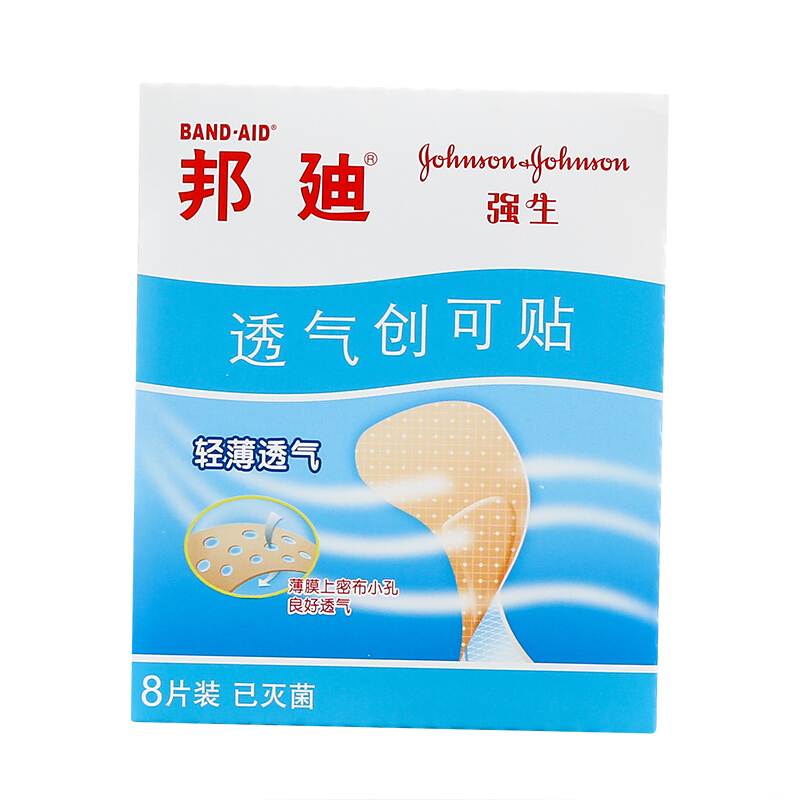 BAND-AID®
邦廸®
Johnson & Johnson
强生
透气创可贴
轻薄透气
薄膜上密布小孔
良好透气
8片装 已灭菌